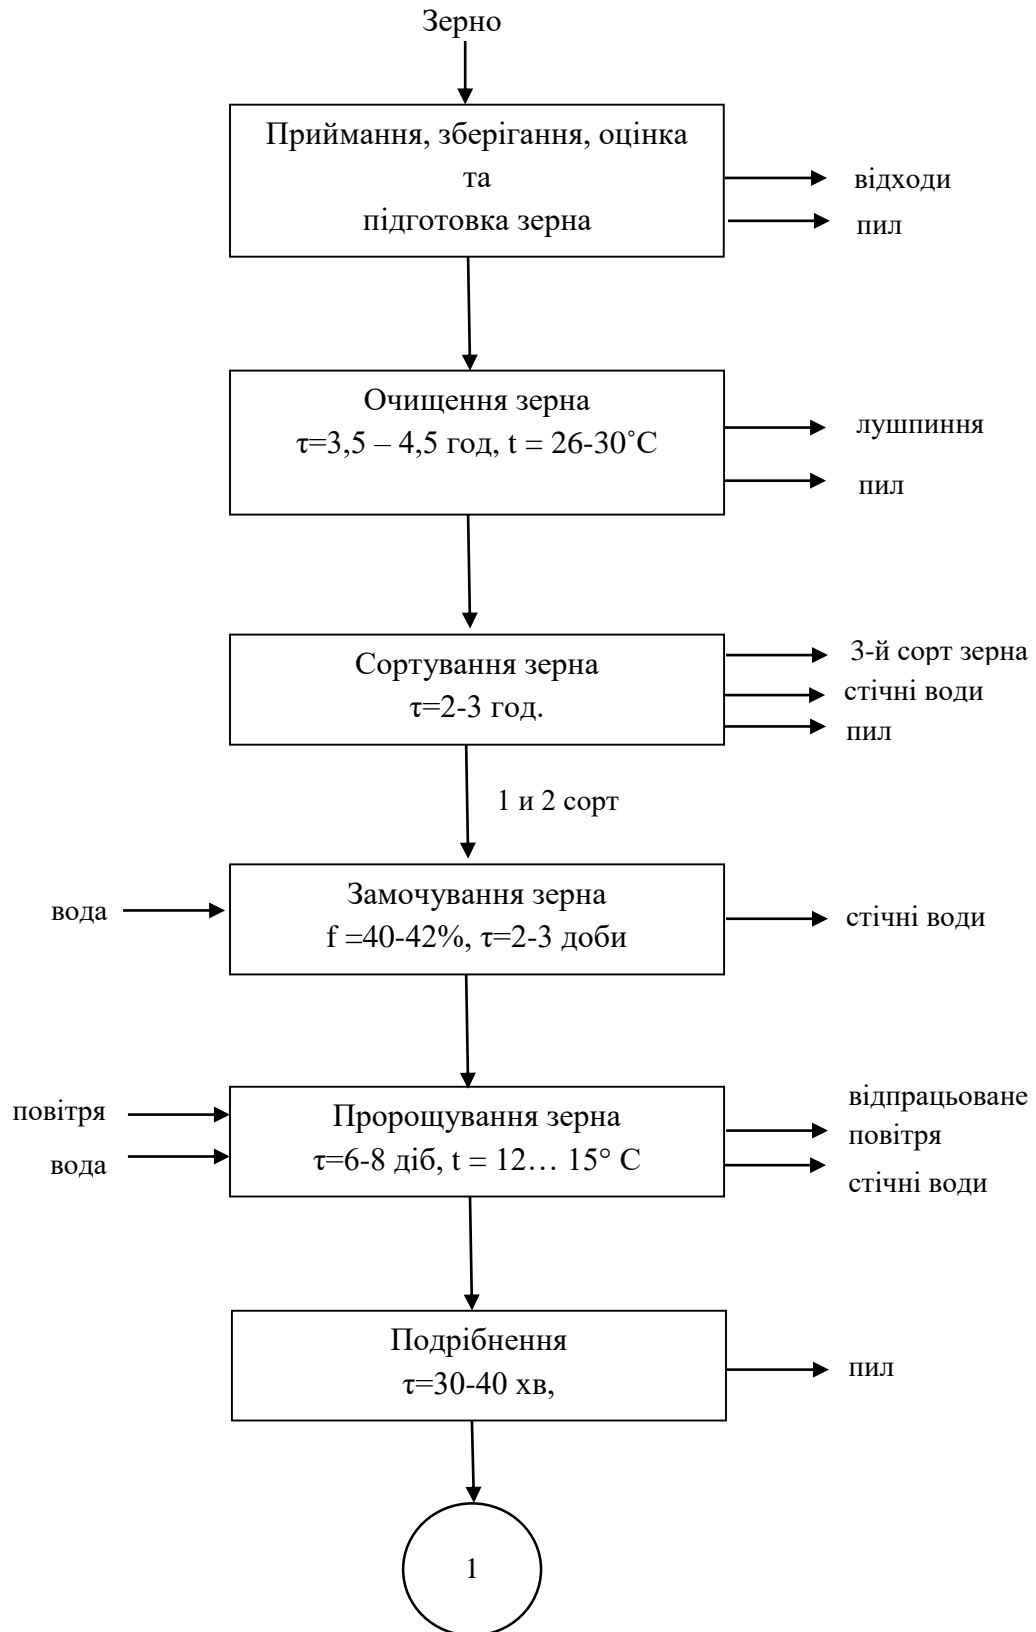 Зерно
Приймання, зберігання, оцінка
та
підготовка зерна
відходи
пил
Очищення зерна
τ=3,5 – 4,5 год, t = 26-30˚С
лушпиння
пил
Сортування зерна
τ=2-3 год.
3-й сорт зерна
стічні води
пил
1 и 2 сорт
вода
Замочування зерна
f =40-42%, τ=2-3 доби
стічні води
повітря
вода
Пророщування зерна
τ=6-8 діб, t = 12… 15° С
відпрацьоване
повітря
стічні води
Подрібнення
τ=30-40 хв,
пил
1